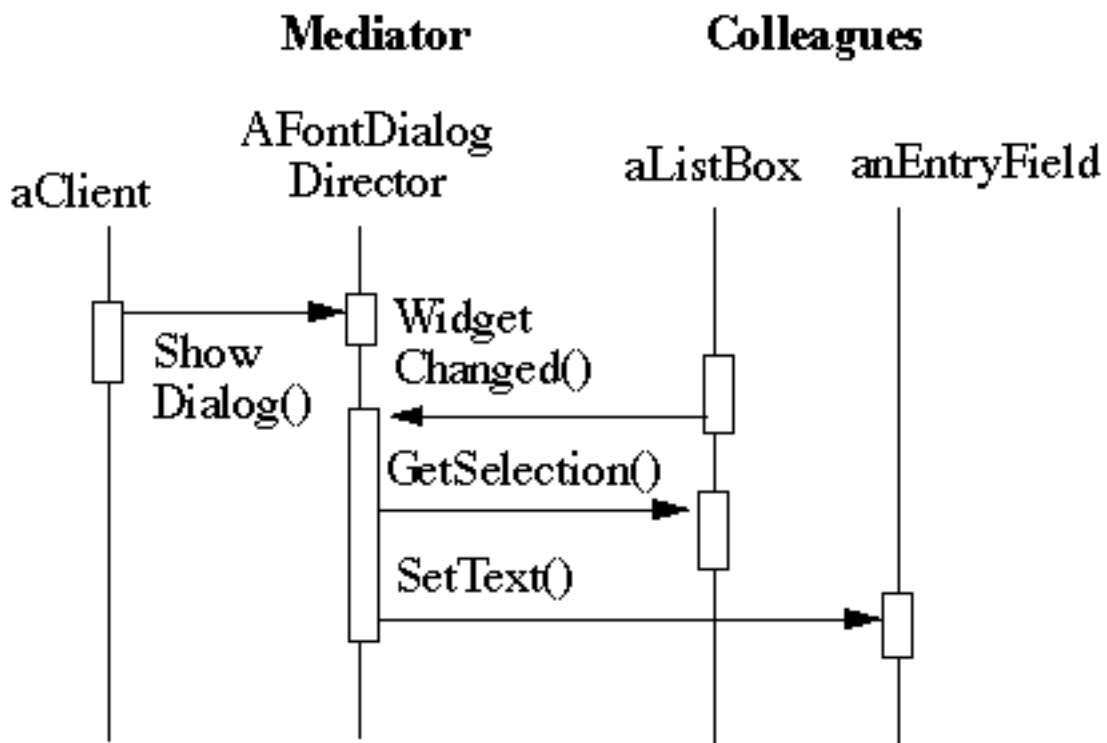 Mediator
Colleagues
AFontDialog
Director
aListBox
anEntryField
aClient
Widget
Changed()
Show
Dialog()
GetSelection()
SetText()